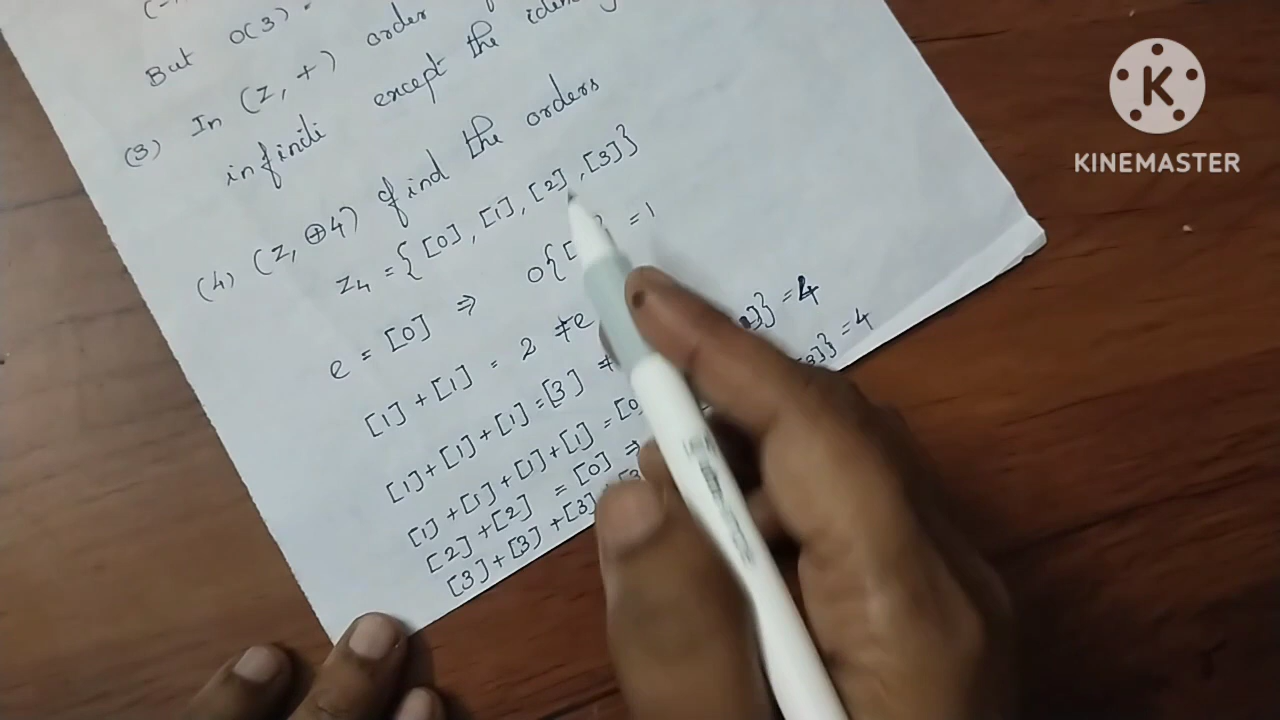 But O(3)
(3) In (Z, +) order
infiniti except the
(4) (Z, ⊕4) find the orders
Z4 = {[0], [1], [2], [3]}
e = [0] ⇒ O{[ = 1
[1] + [1] = 2 ≠ e
[1] + [1] + [1] = [3] ≠ ]} = 4
[1] + [1] + [1] + [1] = [0 [3]} = 4
[2] + [2] = [0] ⇒
[3] + [3] + [3] + [3
K
KINEMASTER